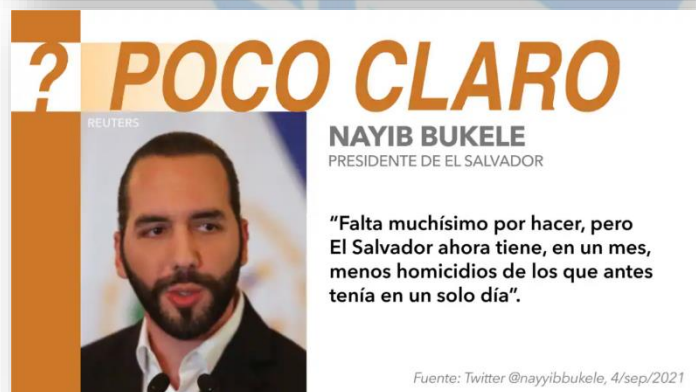 ? POCO CLARO
REUTERS
NAYIB BUKELE
PRESIDENTE DE EL SALVADOR
“Falta muchísimo por hacer, pero
El Salvador ahora tiene, en un mes,
menos homicidios de los que antes
tenía en un solo día”.
Fuente: Twitter @nayyibbukele, 4/sep/2021